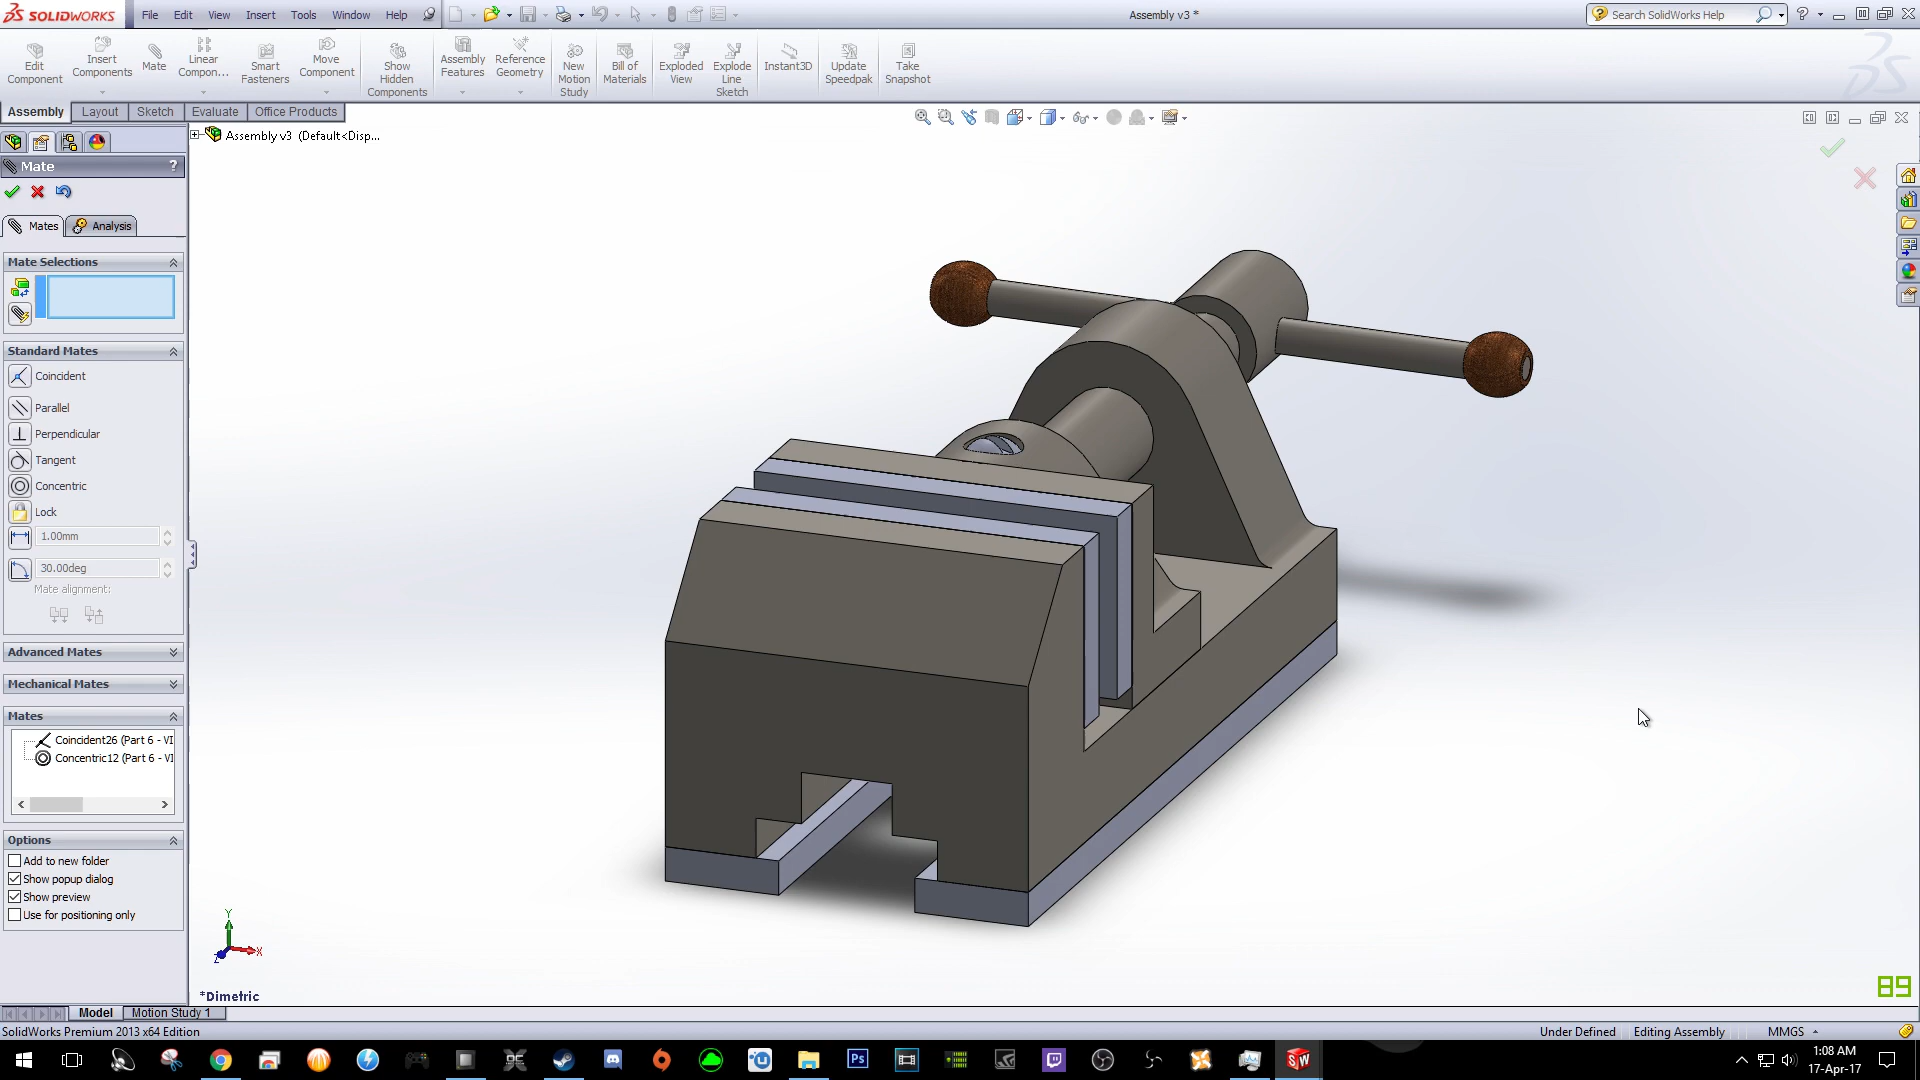 SOLIDWORKS File Edit View Insert Tools Window Help Assembly v3 * Search SolidWorks Help
Edit Component
Insert Components
Mate
Linear Compon...
Smart Fasteners
Move Component
Show Hidden Components
Assembly Features
Reference Geometry
New Motion Study
Bill of Materials
Exploded View
Explode Line Sketch
Instant3D
Update Speedpak
Take Snapshot
Assembly Layout Sketch Evaluate Office Products
Assembly v3 (Default<Disp...
Mate ?
Mates Analysis
Mate Selections
Standard Mates
Coincident
Parallel
Perpendicular
Tangent
Concentric
Lock
1.00mm
30.00deg
Mate alignment:
Advanced Mates
Mechanical Mates
Mates
Coincident26 (Part 6 - VI
Concentric12 (Part 6 - VI
Options
Add to new folder
Show popup dialog
Show preview
Use for positioning only
Y
X
Z
*Dimetric
89
Model Motion Study 1
SolidWorks Premium 2013 x64 Edition Under Defined Editing Assembly MMGS
Ps
SW
1:08 AM
17-Apr-17